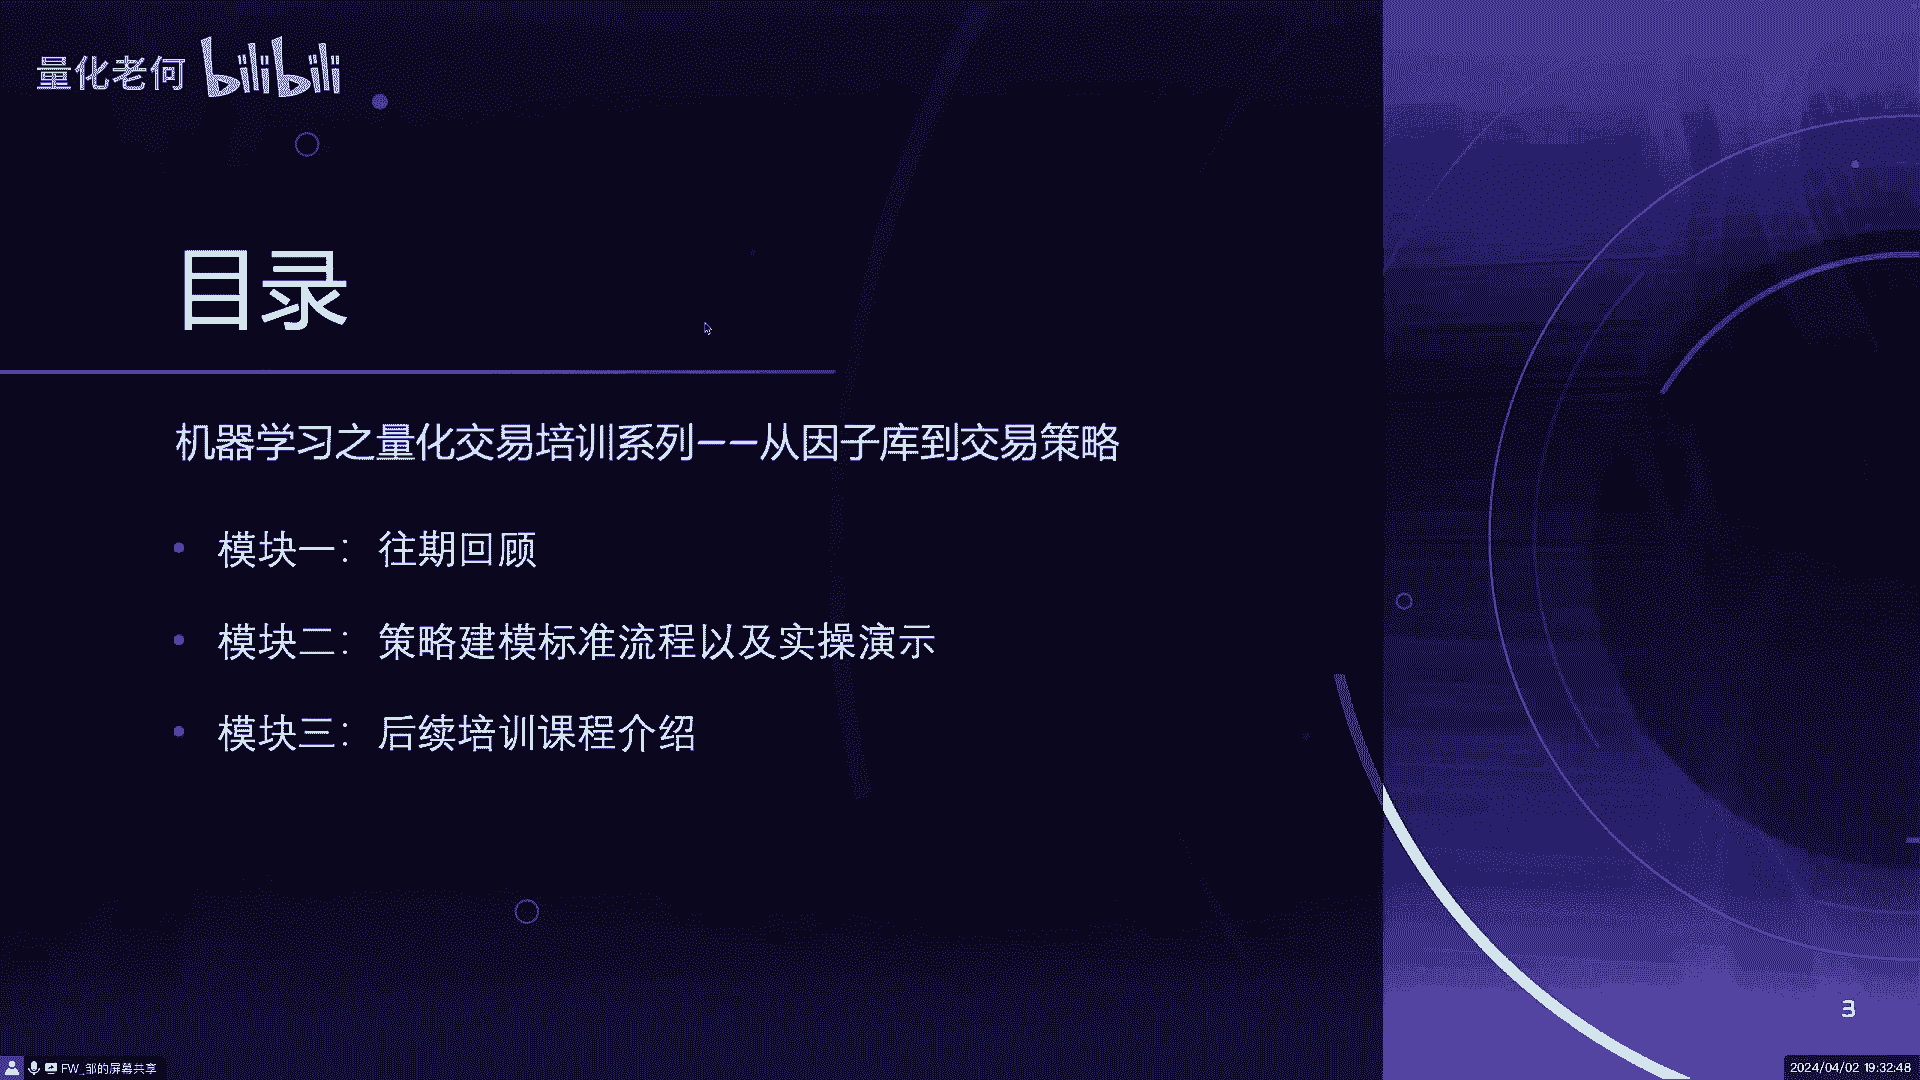 量化老何 bilibili
目录
机器学习之量化交易培训系列——从因子库到交易策略
• 模块一： 往期回顾
• 模块二： 策略建模标准流程以及实操演示
• 模块三： 后续培训课程介绍
3
FW_邹的屏幕共享
2024/04/02 19:32:48